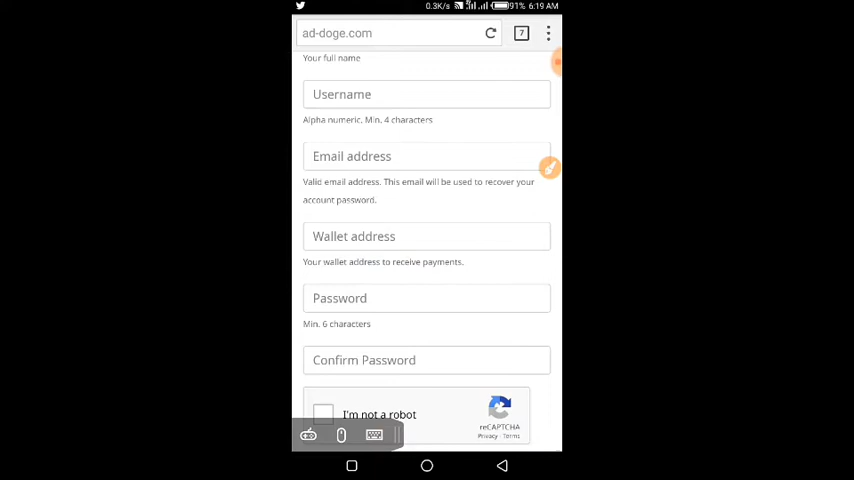 0.3K/s 91% 6:19 AM
ad-doge.com 7
Your full name
Username
Alpha numeric. Min. 4 characters
Email address
Valid email address. This email will be used to recover your
account password.
Wallet address
Your wallet address to receive payments.
Password
Min. 6 characters
Confirm Password
I'm not a robot
reCAPTCHA
Privacy - Terms